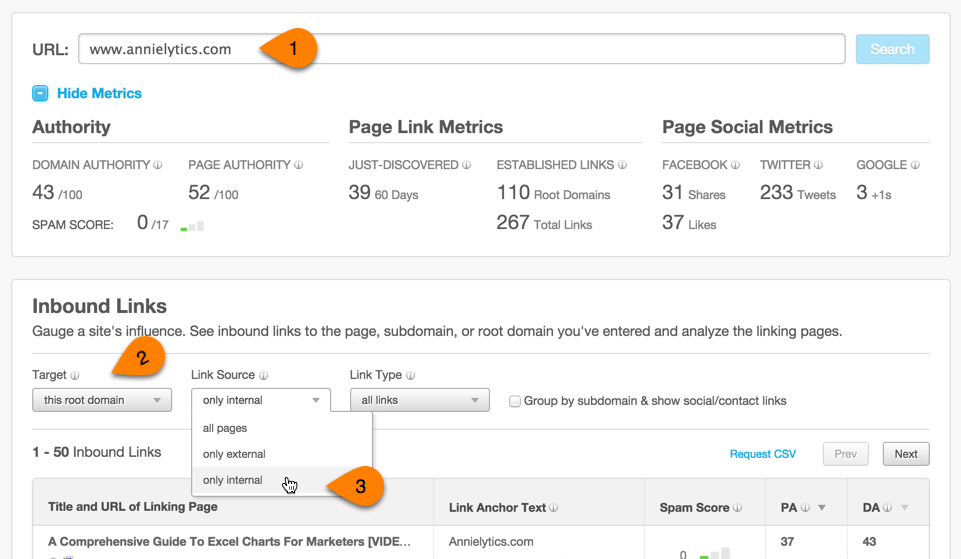 URL: www.annielytics.com 1 Search
Hide Metrics
Authority Page Link Metrics Page Social Metrics
DOMAIN AUTHORITY PAGE AUTHORITY JUST-DISCOVERED ESTABLISHED LINKS FACEBOOK TWITTER GOOGLE
43 /100 52 /100 39 60 Days 110 Root Domains 31 Shares 233 Tweets 3 +1s
SPAM SCORE: 0 /17 267 Total Links 37 Likes
Inbound Links
Gauge a site's influence. See inbound links to the page, subdomain, or root domain you've entered and analyze the linking pages.
2
Target Link Source Link Type
this root domain only internal all links Group by subdomain & show social/contact links
all pages
1 - 50 Inbound Links only external Request CSV Prev Next
only internal 3
Title and URL of Linking Page Link Anchor Text Spam Score PA DA
A Comprehensive Guide To Excel Charts For Marketers [VIDE... Annielytics.com 0 37 43